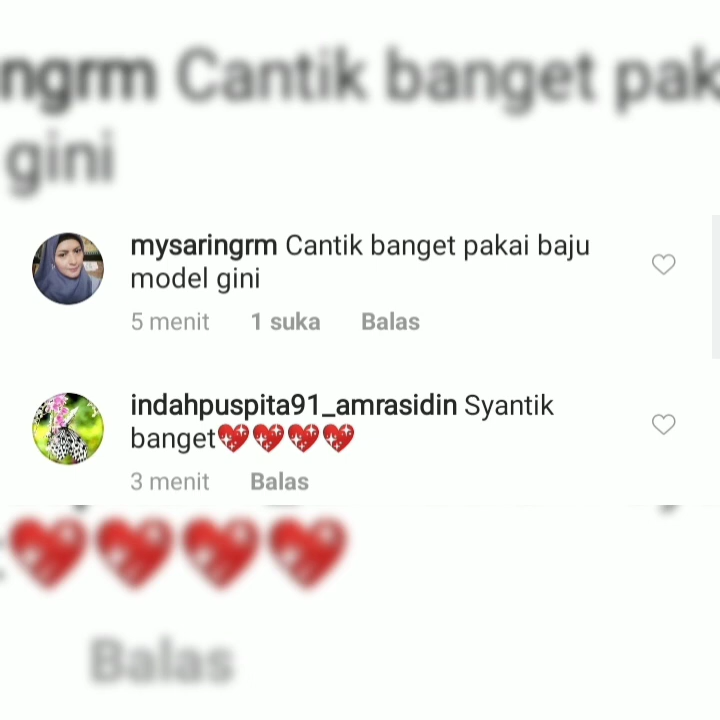 ngrm Cantik banget pak
gini
mysaringrm Cantik banget pakai baju
model gini
5 menit 1 suka Balas
indahpuspita91_amrasidin Syantik
banget💖💖💖💖
3 menit Balas
💖💖💖💖
Balas